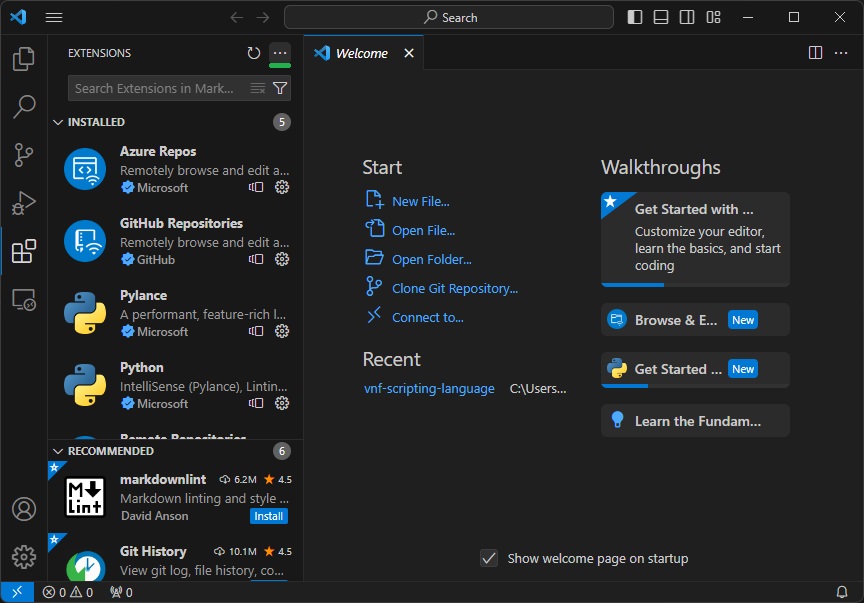 Search
EXTENSIONS
Welcome
Search Extensions in Mark...
INSTALLED
5
Azure Repos
Remotely browse and edit a...
Microsoft
GitHub Repositories
Remotely browse and edit a...
GitHub
Pylance
A performant, feature-rich l...
Microsoft
Python
IntelliSense (Pylance), Lintin...
Microsoft
Remote Repositories
RECOMMENDED
6
markdownlint
6.2M
4.5
Markdown linting and style ...
David Anson
Install
Git History
10.1M
4.5
View git log, file history, co...
M
Lint
Start
New File...
Open File...
Open Folder...
Clone Git Repository...
Connect to...
Recent
vnf-scripting-language
C:\Users...
Walkthroughs
Get Started with ...
Customize your editor,
learn the basics, and start
coding
Browse & E...
New
Get Started ...
New
Learn the Fundam...
Show welcome page on startup
0
0
0